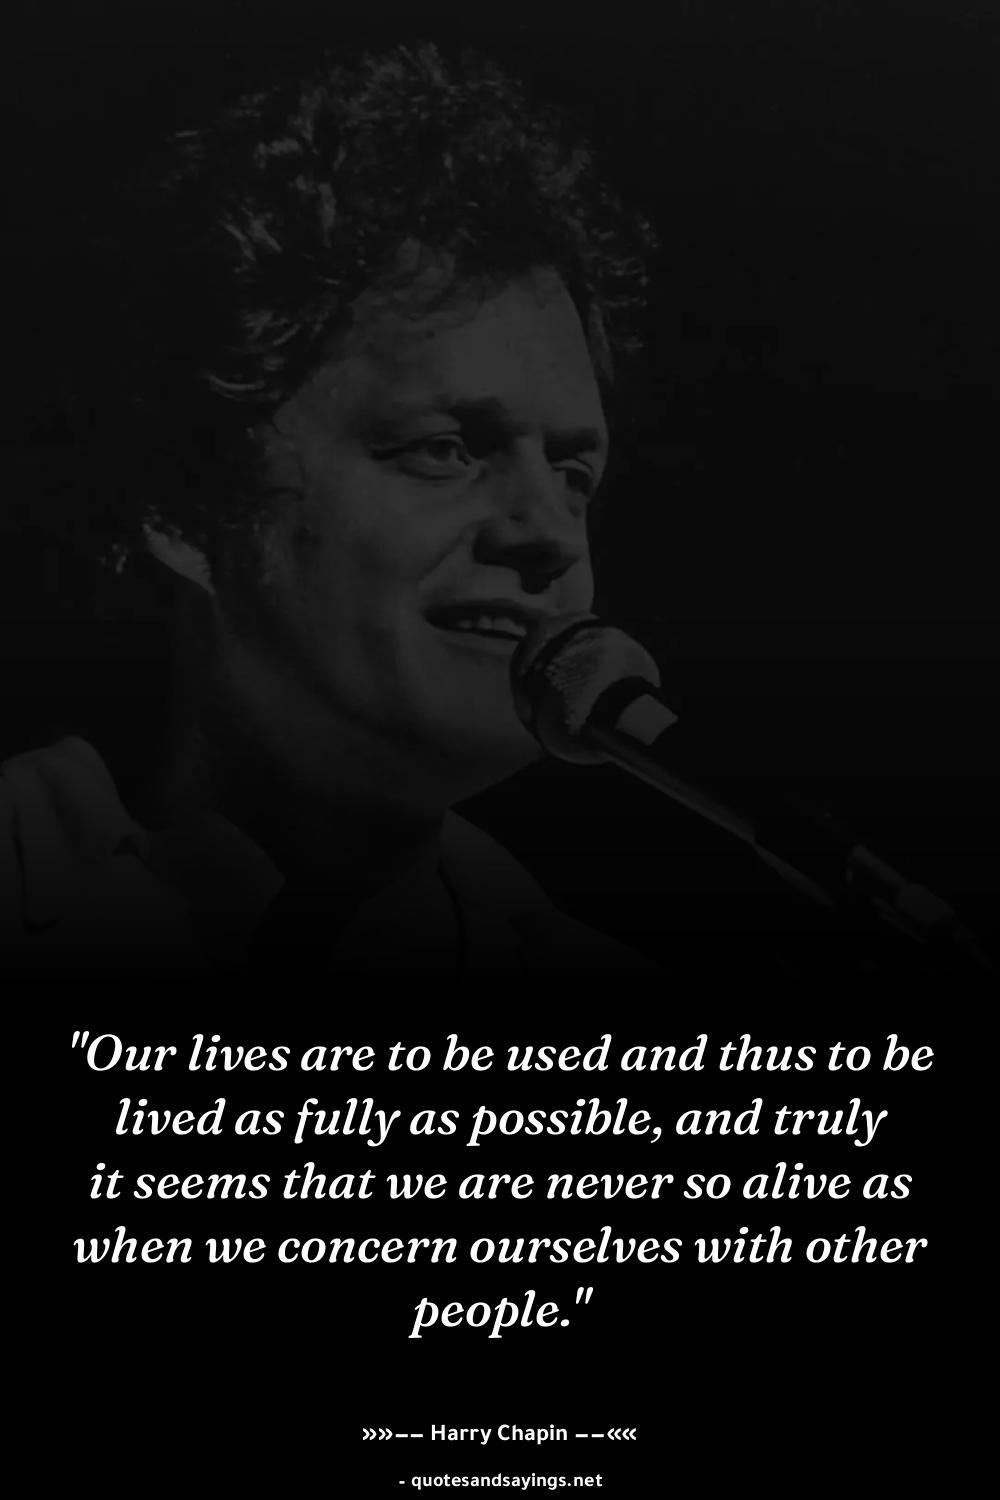 "Our lives are to be used and thus to be
lived as fully as possible, and truly
it seems that we are never so alive as
when we concern ourselves with other
people."
»»–– Harry Chapin ––««
- quotesandsayings.net